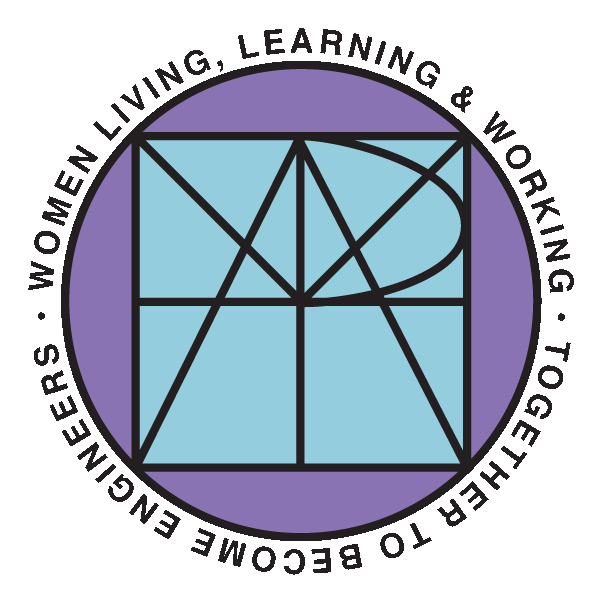 WOMEN LIVING, LEARNING & WORKING · TOGETHER TO BECOME ENGINEERS ·